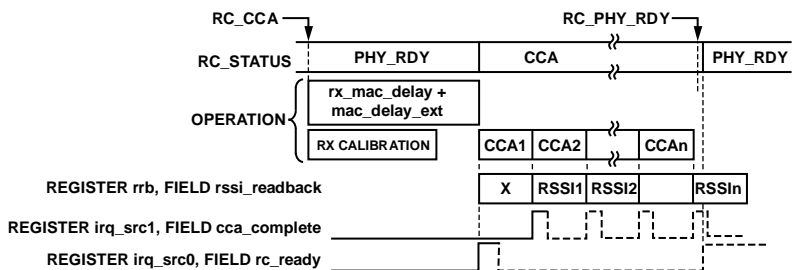 RC_CCA
RC_PHY_RDY
RC_STATUS PHY_RDY CCA PHY_RDY
OPERATION
rx_mac_delay +
mac_delay_ext
RX CALIBRATION CCA1 CCA2 CCAn
REGISTER rrb, FIELD rssi_readback X RSSI1 RSSI2 RSSIn
REGISTER irq_src1, FIELD cca_complete
REGISTER irq_src0, FIELD rc_ready